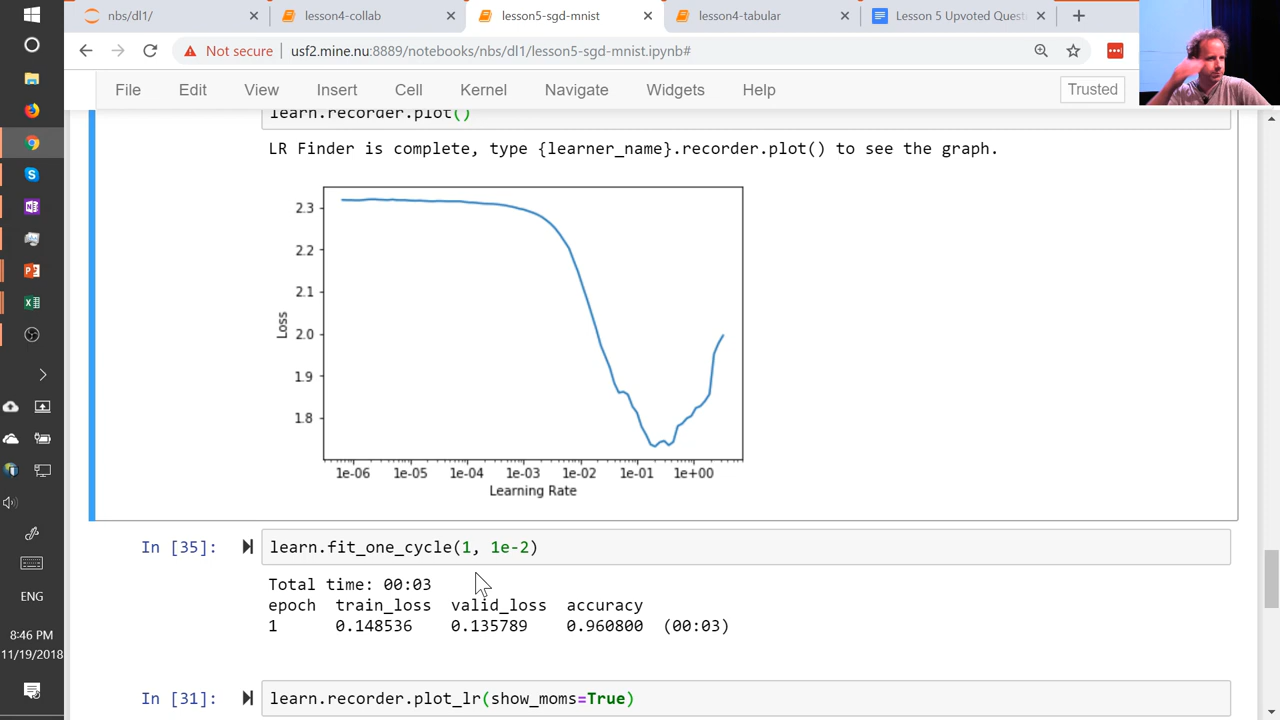 nbs/dl1/
lesson4-collab
lesson5-sgd-mnist
lesson4-tabular
Lesson 5 Upvoted Quest
Not secure | usf2.mine.nu:8889/notebooks/nbs/dl1/lesson5-sgd-mnist.ipynb#
File Edit View Insert Cell Kernel Navigate Widgets Help Trusted
learn.recorder.plot()
LR Finder is complete, type {learner_name}.recorder.plot() to see the graph.
2.3
2.2
2.1
2.0
1.9
1.8
Loss
1e-06 1e-05 1e-04 1e-03 1e-02 1e-01 1e+00
Learning Rate
In [35]: learn.fit_one_cycle(1, 1e-2)
Total time: 00:03
epoch train_loss valid_loss accuracy
1 0.148536 0.135789 0.960800 (00:03)
In [31]: learn.recorder.plot_lr(show_moms=True)
ENG
8:46 PM
11/19/2018